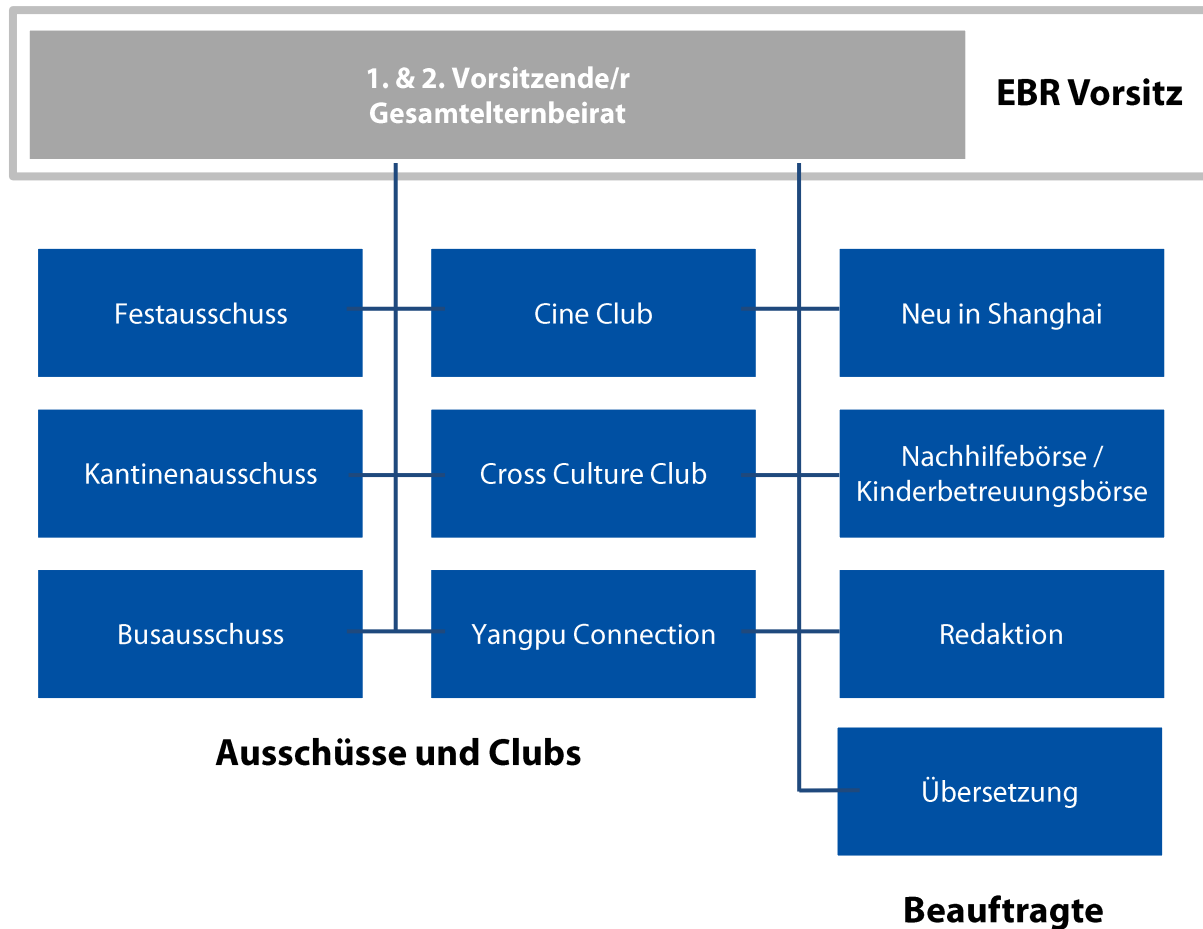 1. & 2. Vorsitzende/r
Gesamtelternbeirat
EBR Vorsitz
Festausschuss
Cine Club
Neu in Shanghai
Kantinenausschuss
Cross Culture Club
Nachhilfebörse /
Kinderbetreuungsbörse
Busausschuss
Yangpu Connection
Redaktion
Ausschüsse und Clubs
Übersetzung
Beauftragte